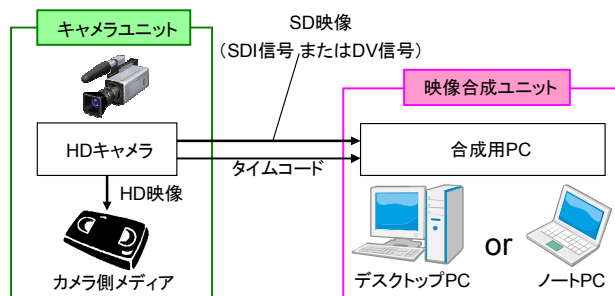 キャメラユニット
SD映像
(SDI信号 またはDV信号)
映像合成ユニット
HDキャメラ
タイムコード
合成用PC
HD映像
カメラ側メディア
デスクトップPC
or
ノートPC